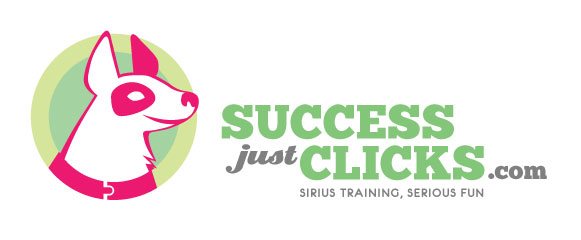 SUCCESS
just CLICKS.com
SIRIUS TRAINING, SERIOUS FUN